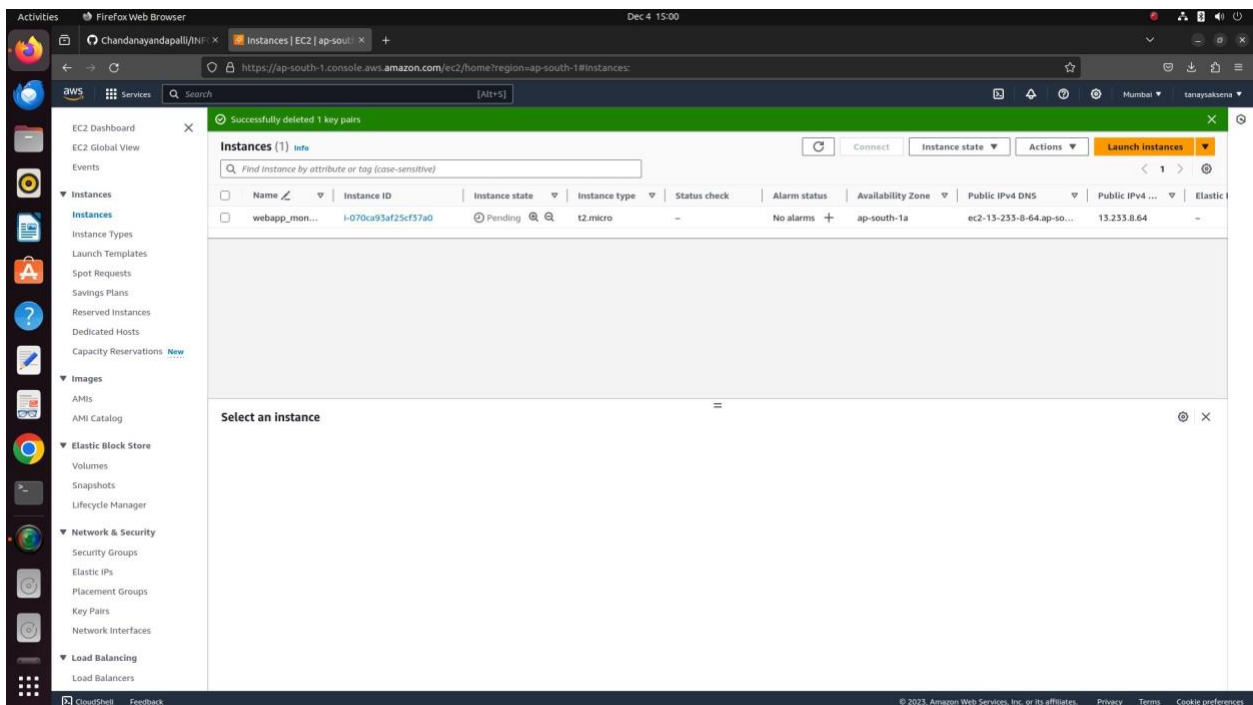 Activities Firefox Web Browser Dec 4 15:00
Chandanayandapalli/INF × Instances | EC2 | ap-sout × +
https://ap-south-1.console.aws.amazon.com/ec2/home?region=ap-south-1#Instances:
aws Services Search [Alt+S] Mumbai ▼ tanaysaksena ▼
EC2 Dashboard
EC2 Global View
Events
▼ Instances
Instances
Instance Types
Launch Templates
Spot Requests
Savings Plans
Reserved Instances
Dedicated Hosts
Capacity Reservations New
▼ Images
AMIs
AMI Catalog
▼ Elastic Block Store
Volumes
Snapshots
Lifecycle Manager
▼ Network & Security
Security Groups
Elastic IPs
Placement Groups
Key Pairs
Network Interfaces
▼ Load Balancing
Load Balancers
Successfully deleted 1 key pairs
Instances (1) Info Connect Instance state ▼ Actions ▼ Launch instances ▼
Find Instance by attribute or tag (case-sensitive) < 1 >
Name Instance ID Instance state Instance type Status check Alarm status Availability Zone Public IPv4 DNS Public IPv4 ... Elastic I
webapp_mon... i-070ca93af25cf37a0 Pending t2.micro – No alarms + ap-south-1a ec2-13-233-8-64.ap-so... 13.233.8.64 –
Select an instance
CloudShell Feedback © 2023, Amazon Web Services, Inc. or its affiliates. Privacy Terms Cookie preferences